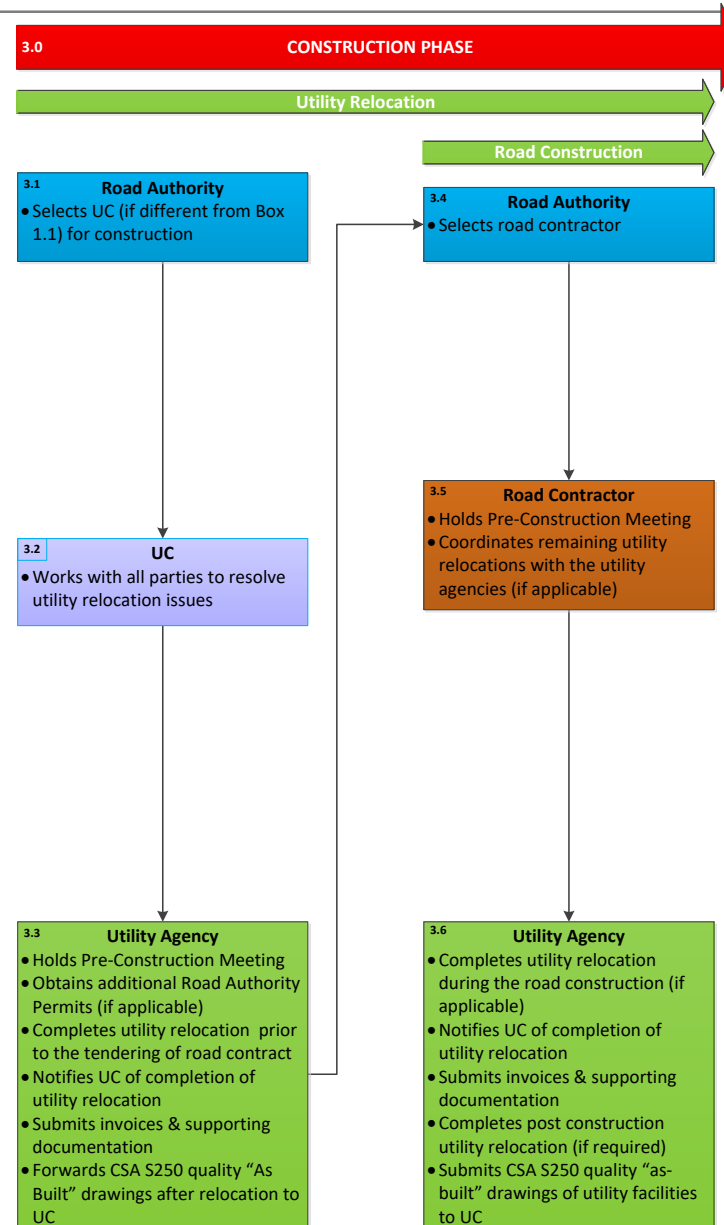 3.0 CONSTRUCTION PHASE
Utility Relocation
Road Construction
3.1 Road Authority
• Selects UC (if different from Box
1.1) for construction
3.2 UC
• Works with all parties to resolve
utility relocation issues
3.3 Utility Agency
• Holds Pre-Construction Meeting
• Obtains additional Road Authority
Permits (if applicable)
• Completes utility relocation prior
to the tendering of road contract
• Notifies UC of completion of
utility relocation
• Submits invoices & supporting
documentation
• Forwards CSA S250 quality “As
Built” drawings after relocation to
UC
3.4 Road Authority
• Selects road contractor
3.5 Road Contractor
• Holds Pre-Construction Meeting
• Coordinates remaining utility
relocations with the utility
agencies (if applicable)
3.6 Utility Agency
• Completes utility relocation
during the road construction (if
applicable)
• Notifies UC of completion of
utility relocation
• Submits invoices & supporting
documentation
• Completes post construction
utility relocation (if required)
• Submits CSA S250 quality “as-
built” drawings of utility facilities
to UC